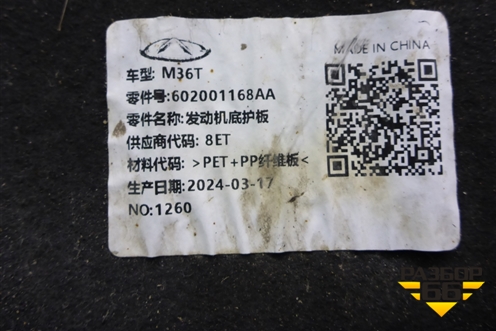 MADE IN CHINA
车型: M36T
零件号:602001168AA
零件名称:发动机底护板
供应商代码: 8ET
材料代码: >PET+PP纤维板<
生产日期:2024-03-17
NO:1260
РАЗБОР
66